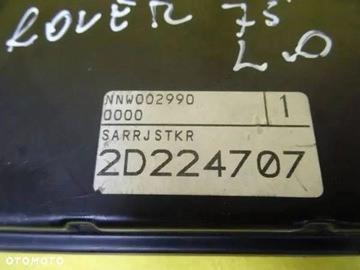 ROVER 75
L.O
NNW002990
0000
1
SARRJSTKR
2D224707
OTOMOTO